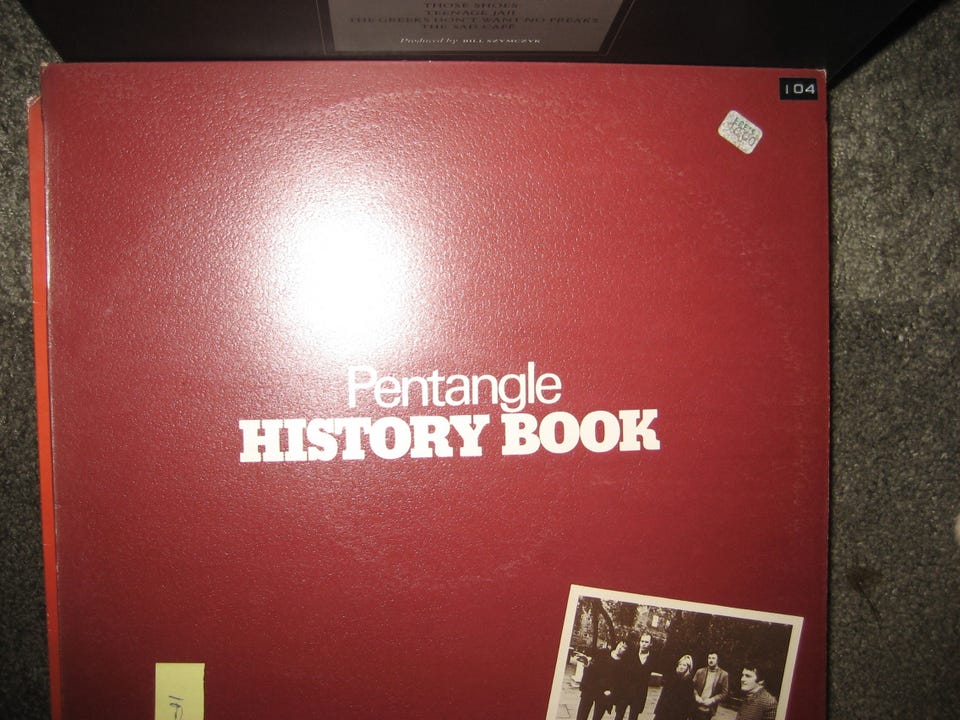 THOSE SHOES
TEENAGE JAIL
THE GREEKS DON'T WANT NO FREAKS
THE SAD CAFÉ
Produced by BILL SZYMCZYK
104
Pentangle
HISTORY BOOK